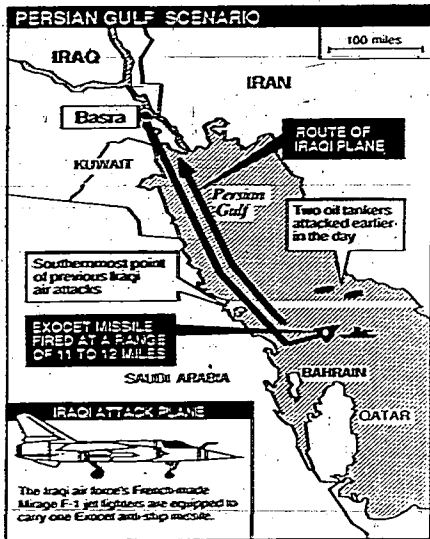 PERSIAN GULF SCENARIO
100 miles
IRAQ
IRAN
Basra
ROUTE OF
IRAQI PLANE
KUWAIT
Persian
Gulf
Two oil tankers
attacked earlier
in the day
Southernmost point
of previous Iraqi
air attacks
EXOCET MISSILE
FIRED AT A RANGE
OF 11 TO 12 MILES
SAUDI ARABIA
BAHRAIN
QATAR
IRAQI ATTACK PLANE
The Iraqi air force's French-made
Mirage F-1 jet fighters are equipped to
carry one Exocet anti-ship missile.